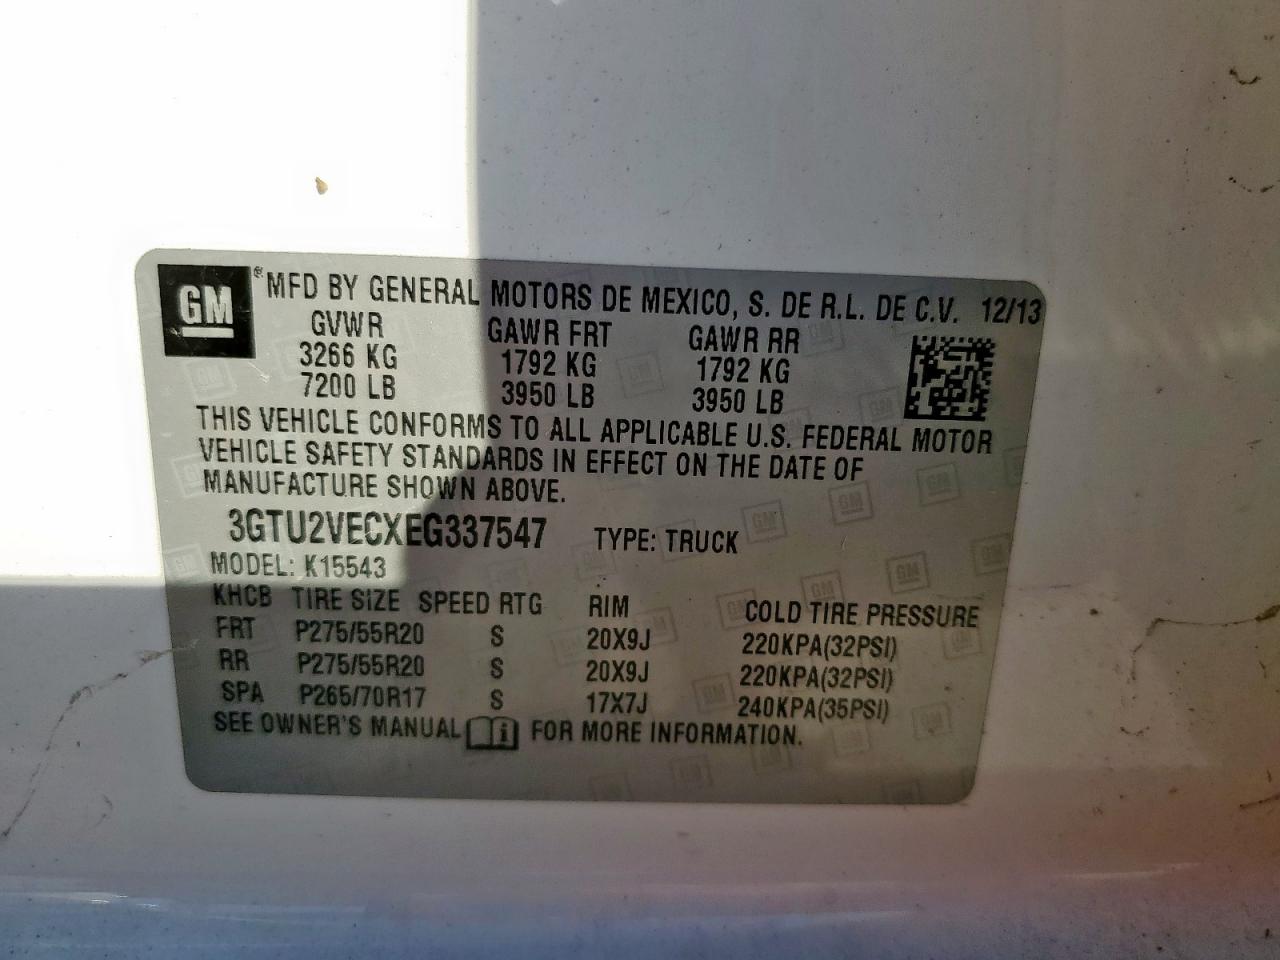 GM ® MFD BY GENERAL MOTORS DE MEXICO, S. DE R.L. DE C.V. 12/13
GVWR GAWR FRT GAWR RR
3266 KG 1792 KG 1792 KG
7200 LB 3950 LB 3950 LB
THIS VEHICLE CONFORMS TO ALL APPLICABLE U.S. FEDERAL MOTOR
VEHICLE SAFETY STANDARDS IN EFFECT ON THE DATE OF
MANUFACTURE SHOWN ABOVE.
3GTU2VECXEG337547 TYPE: TRUCK
MODEL: K15543
KHCB TIRE SIZE SPEED RTG RIM COLD TIRE PRESSURE
FRT P275/55R20 S 20X9J 220KPA(32PSI)
RR P275/55R20 S 20X9J 220KPA(32PSI)
SPA P265/70R17 S 17X7J 240KPA(35PSI)
SEE OWNER'S MANUAL i FOR MORE INFORMATION.